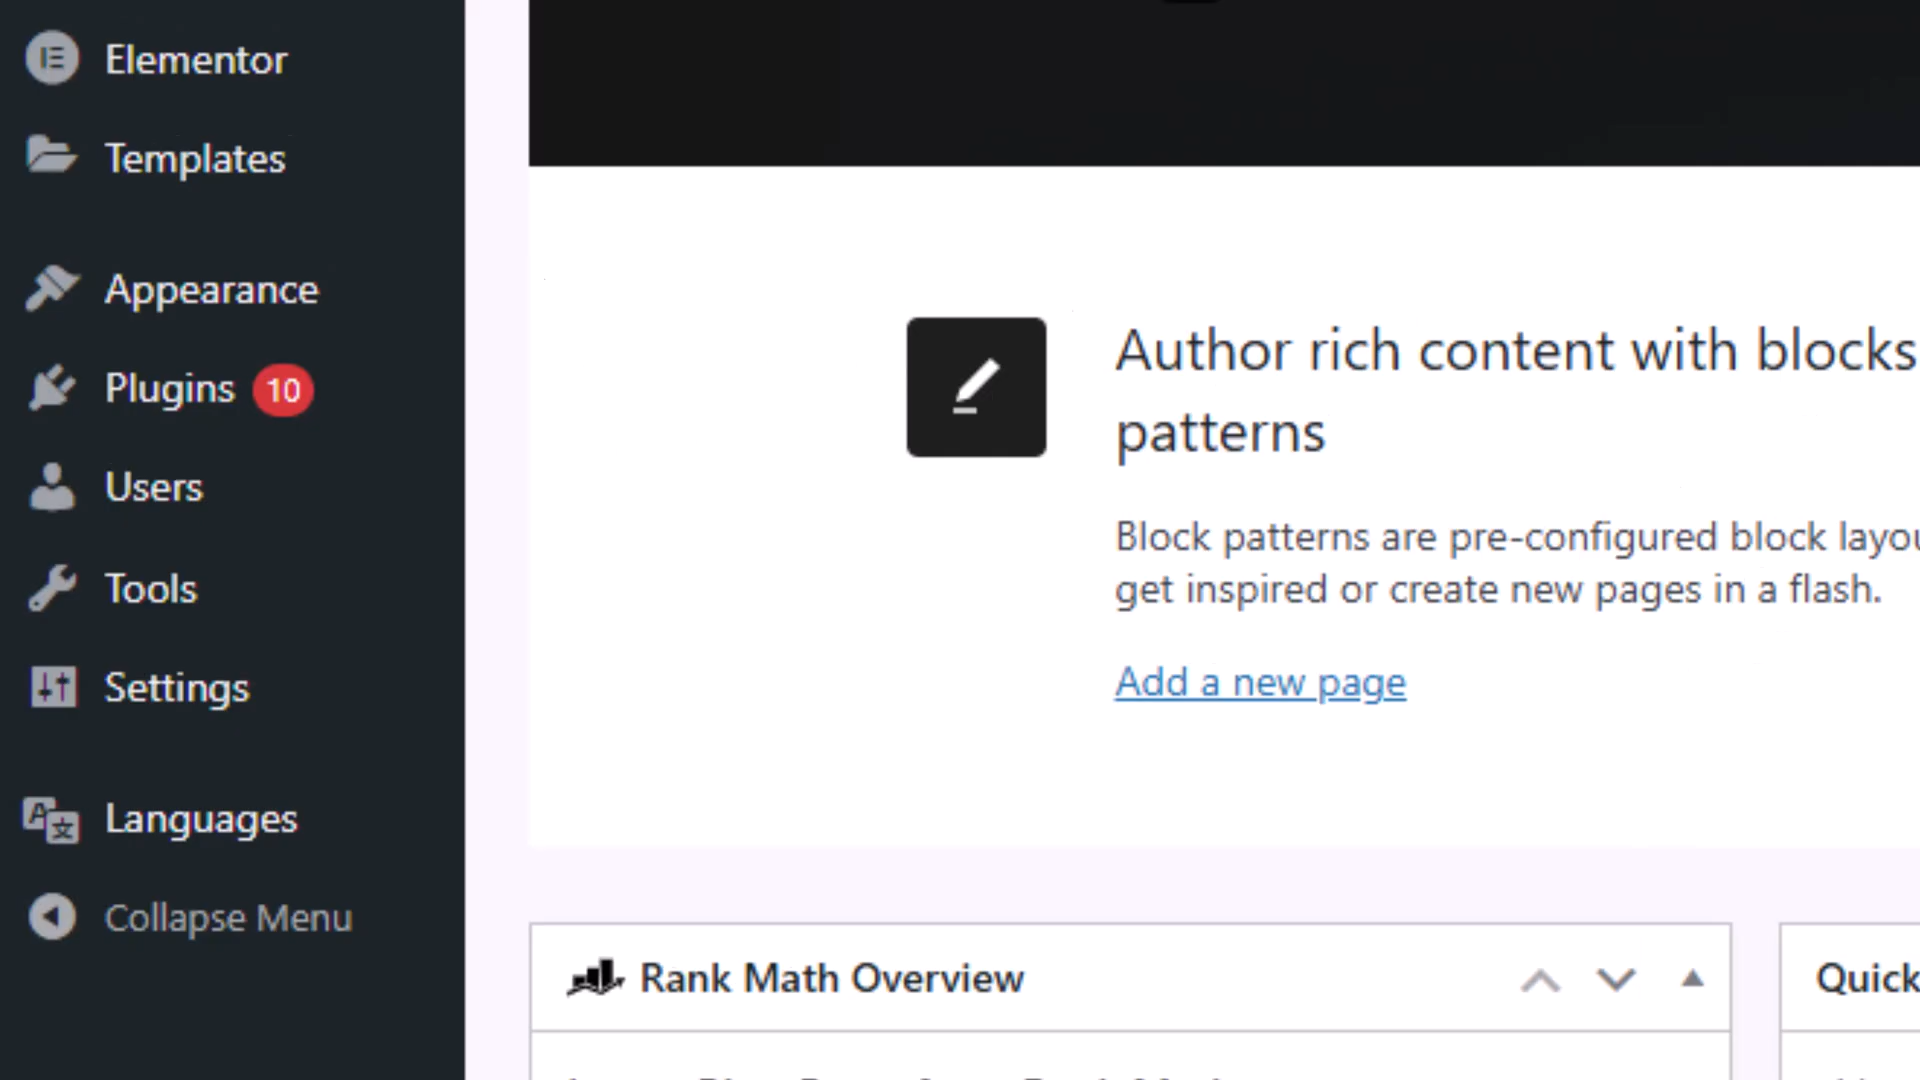 Elementor
Templates
Appearance
Plugins 10
Users
Tools
Settings
Languages
Collapse Menu
Author rich content with blocks
patterns
Block patterns are pre-configured block
get inspired or create new pages in a flash.
Add a new page
Rank Math Overview
Quick